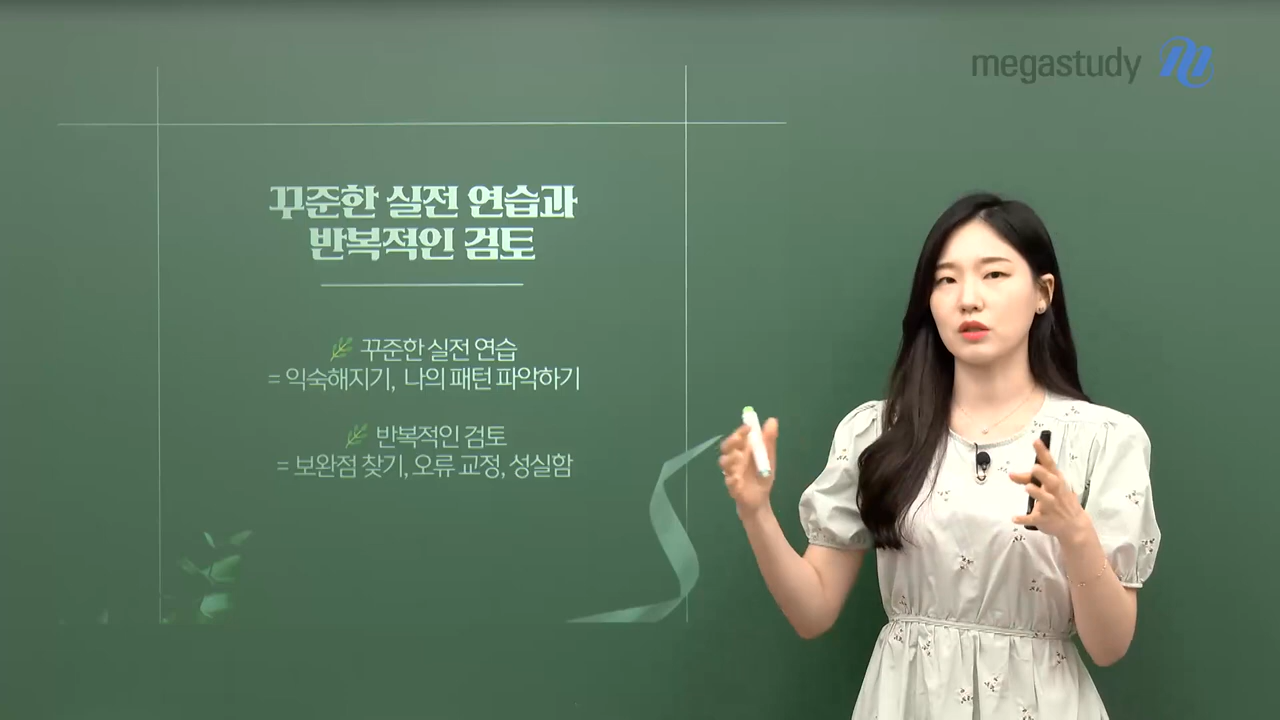 megastudy
꾸준한 실전 연습과
반복적인 검토
꾸준한 실전 연습
= 익숙해지기, 나의 패턴 파악하기
반복적인 검토
= 보완점 찾기, 오류 교정, 성실함